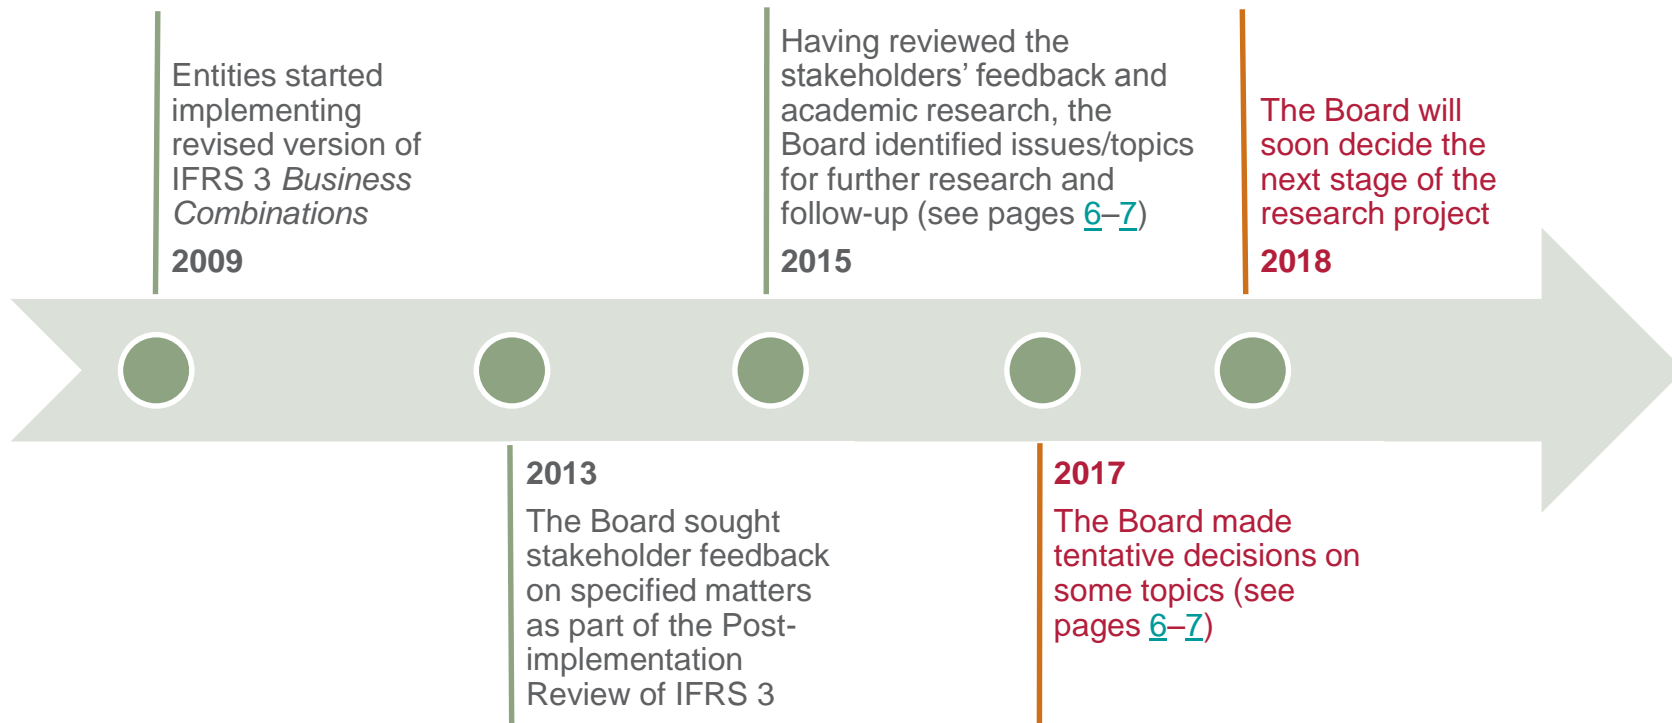 Entities started
implementing
revised version of
IFRS 3 Business
Combinations
2009
Having reviewed the
stakeholders’ feedback and
academic research, the
Board identified issues/topics
for further research and
follow-up (see pages 6–7)
2015
The Board will
soon decide the
next stage of the
research project
2018
2013
The Board sought
stakeholder feedback
on specified matters
as part of the Post-
implementation
Review of IFRS 3
2017
The Board made
tentative decisions on
some topics (see
pages 6–7)